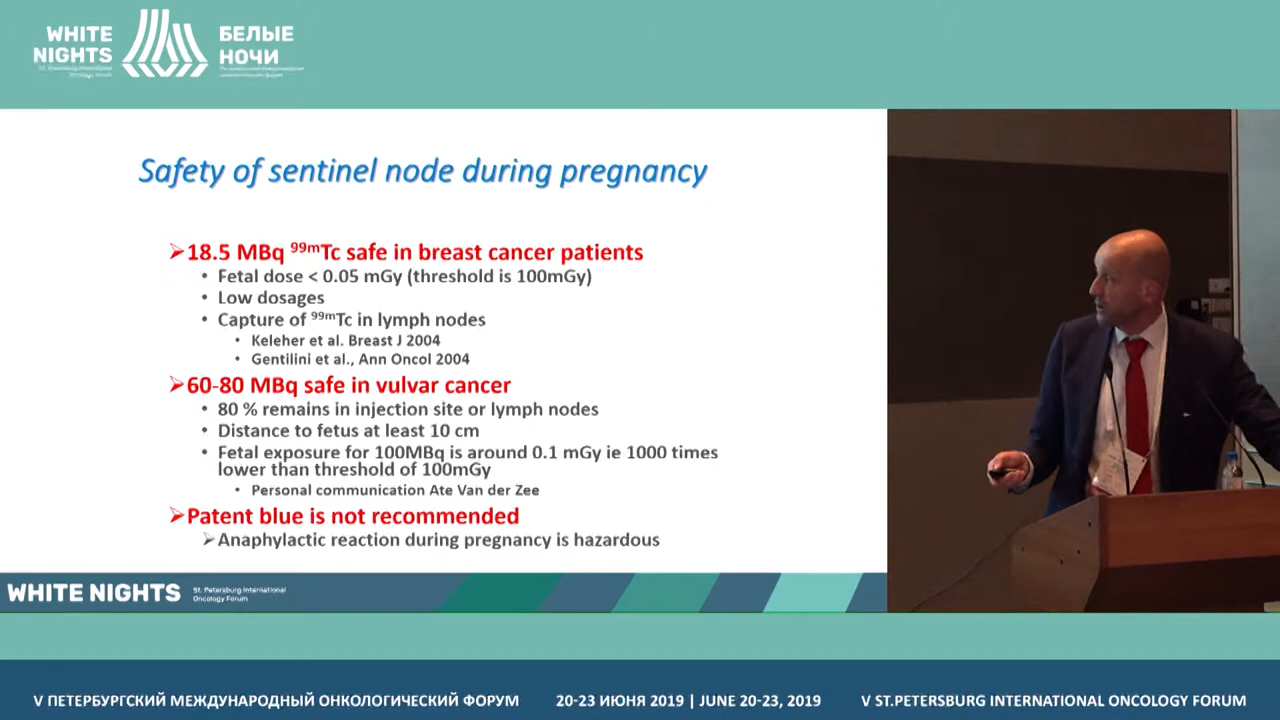 WHITE NIGHTS
St. Petersburg International
Oncology Forum
БЕЛЫЕ НОЧИ
Safety of sentinel node during pregnancy
➢18.5 MBq ⁹⁹ᵐTc safe in breast cancer patients
• Fetal dose < 0.05 mGy (threshold is 100mGy)
• Low dosages
• Capture of ⁹⁹ᵐTc in lymph nodes
• Keleher et al. Breast J 2004
• Gentilini et al., Ann Oncol 2004
➢60-80 MBq safe in vulvar cancer
• 80 % remains in injection site or lymph nodes
• Distance to fetus at least 10 cm
• Fetal exposure for 100MBq is around 0.1 mGy ie 1000 times
lower than threshold of 100mGy
• Personal communication Ate Van der Zee
➢Patent blue is not recommended
➢Anaphylactic reaction during pregnancy is hazardous
WHITE NIGHTS
St. Petersburg International
Oncology Forum
V ПЕТЕРБУРГСКИЙ МЕЖДУНАРОДНЫЙ ОНКОЛОГИЧЕСКИЙ ФОРУМ
20-23 ИЮНЯ 2019 | JUNE 20-23, 2019
V ST.PETERSBURG INTERNATIONAL ONCOLOGY FORUM